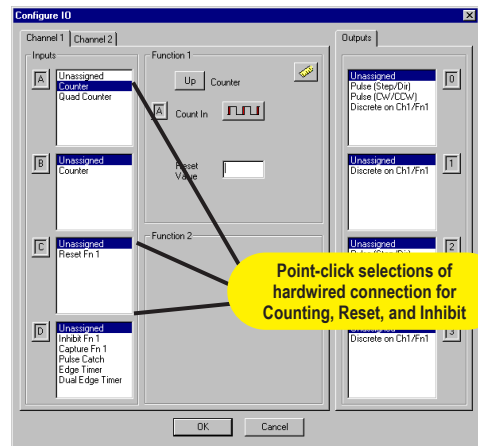 Configure IO
Channel 1
Channel 2
Inputs
A
Unassigned
Counter
Quad Counter
B
Unassigned
Counter
C
Unassigned
Reset Fn 1
D
Unassigned
Inhibit Fn 1
Capture Fn 1
Pulse Catch
Edge Timer
Dual Edge Timer
Function 1
Up Counter
A Count In
Reset
Value
Function 2
Outputs
Unassigned
Pulse (Step/Dir)
Pulse (CW/CCW)
Discrete on Ch1/Fn1
0
Unassigned
Discrete on Ch1/Fn1
1
Unassigned
2
Point-click selections of
hardwired connection for
Counting, Reset, and Inhibit
Discrete on Ch1/Fn1
3
OK
Cancel